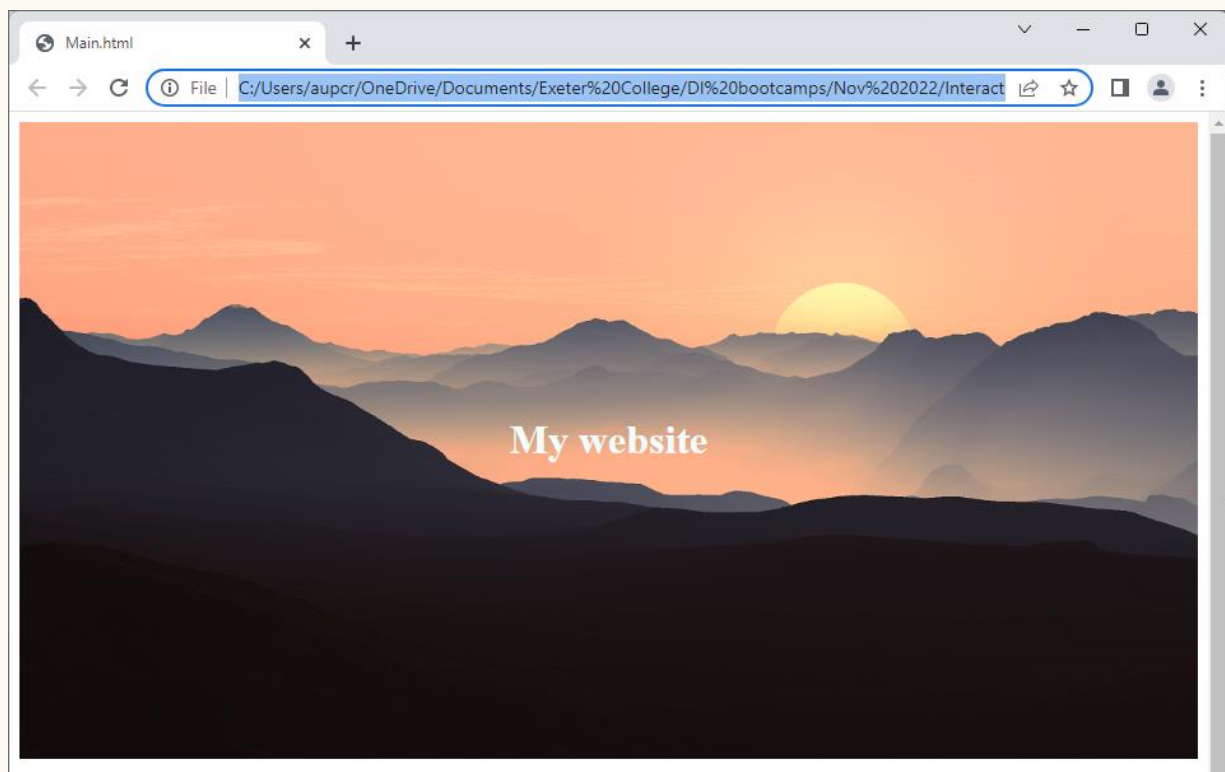 Main.html
File
C:/Users/aupcr/OneDrive/Documents/Exeter%20College/DI%20bootcamps/Nov%202022/Interact
My website